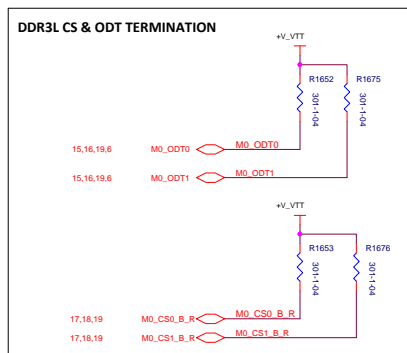 DDR3L CS & ODT TERMINATION
+V_VTT
R1652 R1675
301-1-04 301-1-04
15,16,19,6 M0_ODT0 M0_ODT0
15,16,19,6 M0_ODT1 M0_ODT1
+V_VTT
R1653 R1676
301-1-04 301-1-04
17,18,19 M0_CS0_B_R M0_CS0_B_R
17,18,19 M0_CS1_B_R M0_CS1_B_R